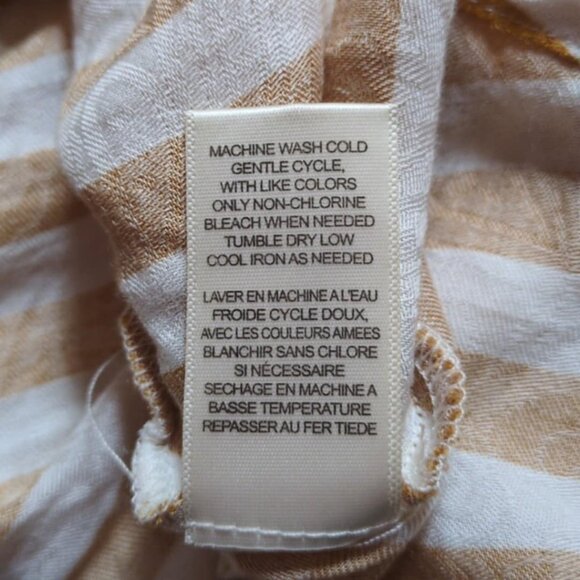 MACHINE WASH COLD
GENTLE CYCLE,
WITH LIKE COLORS
ONLY NON-CHLORINE
BLEACH WHEN NEEDED
TUMBLE DRY LOW
COOL IRON AS NEEDED
LAVER EN MACHINE A L'EAU
FROIDE CYCLE DOUX,
AVEC LES COULEURS AIMEES
BLANCHIR SANS CHLORE
SI NÉCESSAIRE
SECHAGE EN MACHINE A
BASSE TEMPERATURE
REPASSER AU FER TIEDE